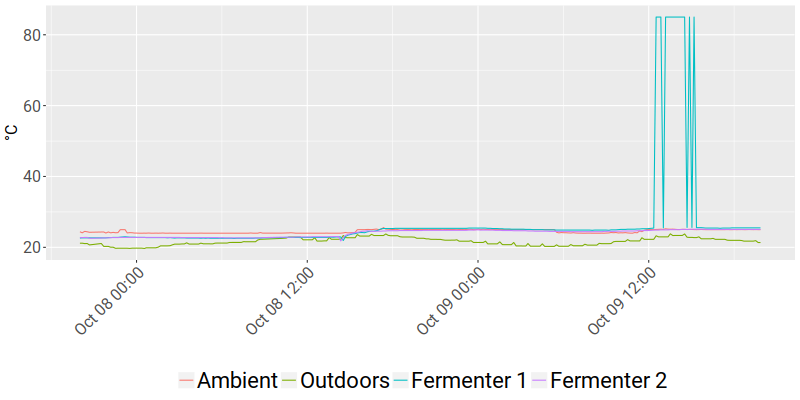 80
60
°C
40
20
Oct 08 00:00
Oct 08 12:00
Oct 09 00:00
Oct 09 12:00
Ambient Outdoors Fermenter 1 Fermenter 2